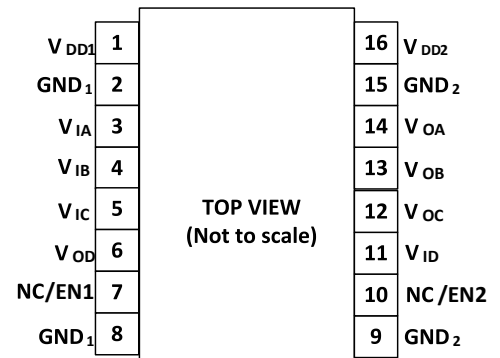 V DD1 1 16 V DD2
GND 1 2 15 GND 2
V IA 3 14 V OA
V IB 4 13 V OB
V IC 5 12 V OC
TOP VIEW
(Not to scale)
V OD 6 11 V ID
NC/EN1 7 10 NC /EN2
GND 1 8 9 GND 2